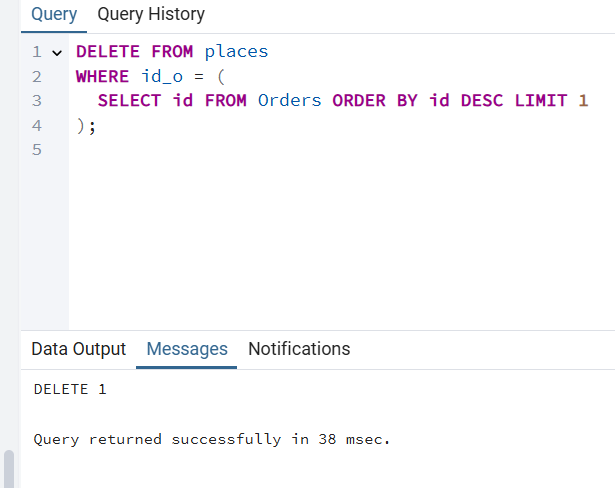 Query Query History
1 DELETE FROM places
2 WHERE id_o = (
3 SELECT id FROM Orders ORDER BY id DESC LIMIT 1
4 );
5
Data Output Messages Notifications
DELETE 1
Query returned successfully in 38 msec.